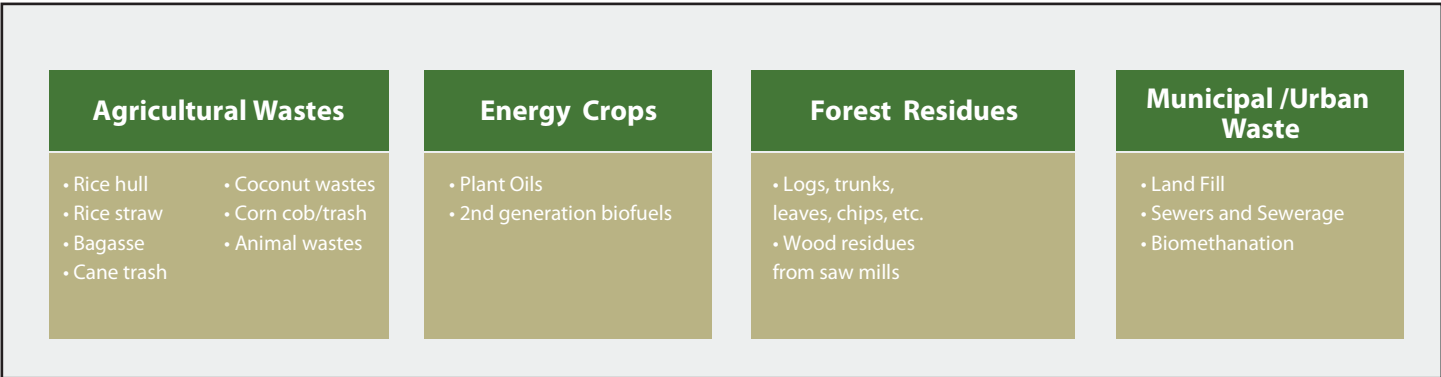 Agricultural Wastes
• Rice hull
• Rice straw
• Bagasse
• Cane trash
• Coconut wastes
• Corn cob/trash
• Animal wastes
Energy Crops
• Plant Oils
• 2nd generation biofuels
Forest Residues
• Logs, trunks,
leaves, chips, etc.
• Wood residues
from saw mills
Municipal /Urban
Waste
• Land Fill
• Sewers and Sewerage
• Biomethanation